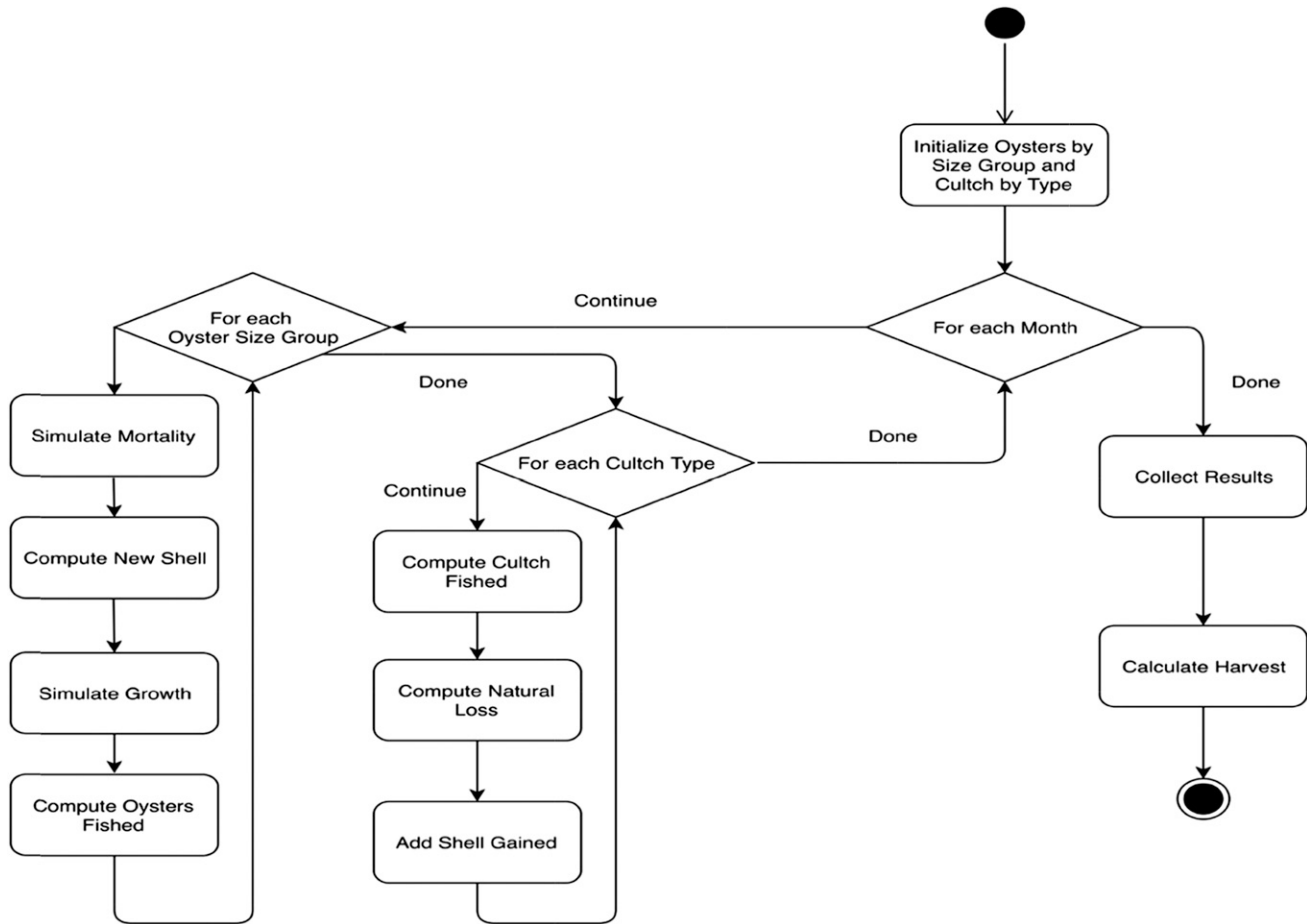 Initialize Oysters by
Size Group and
Cultch by Type
Continue
For each
Oyster Size Group
For each Month
Done
Done
Simulate Mortality
For each Cultch Type
Done
Collect Results
Continue
Compute New Shell
Compute Cultch
Fished
Simulate Growth
Compute Natural
Loss
Calculate Harvest
Compute Oysters
Fished
Add Shell Gained